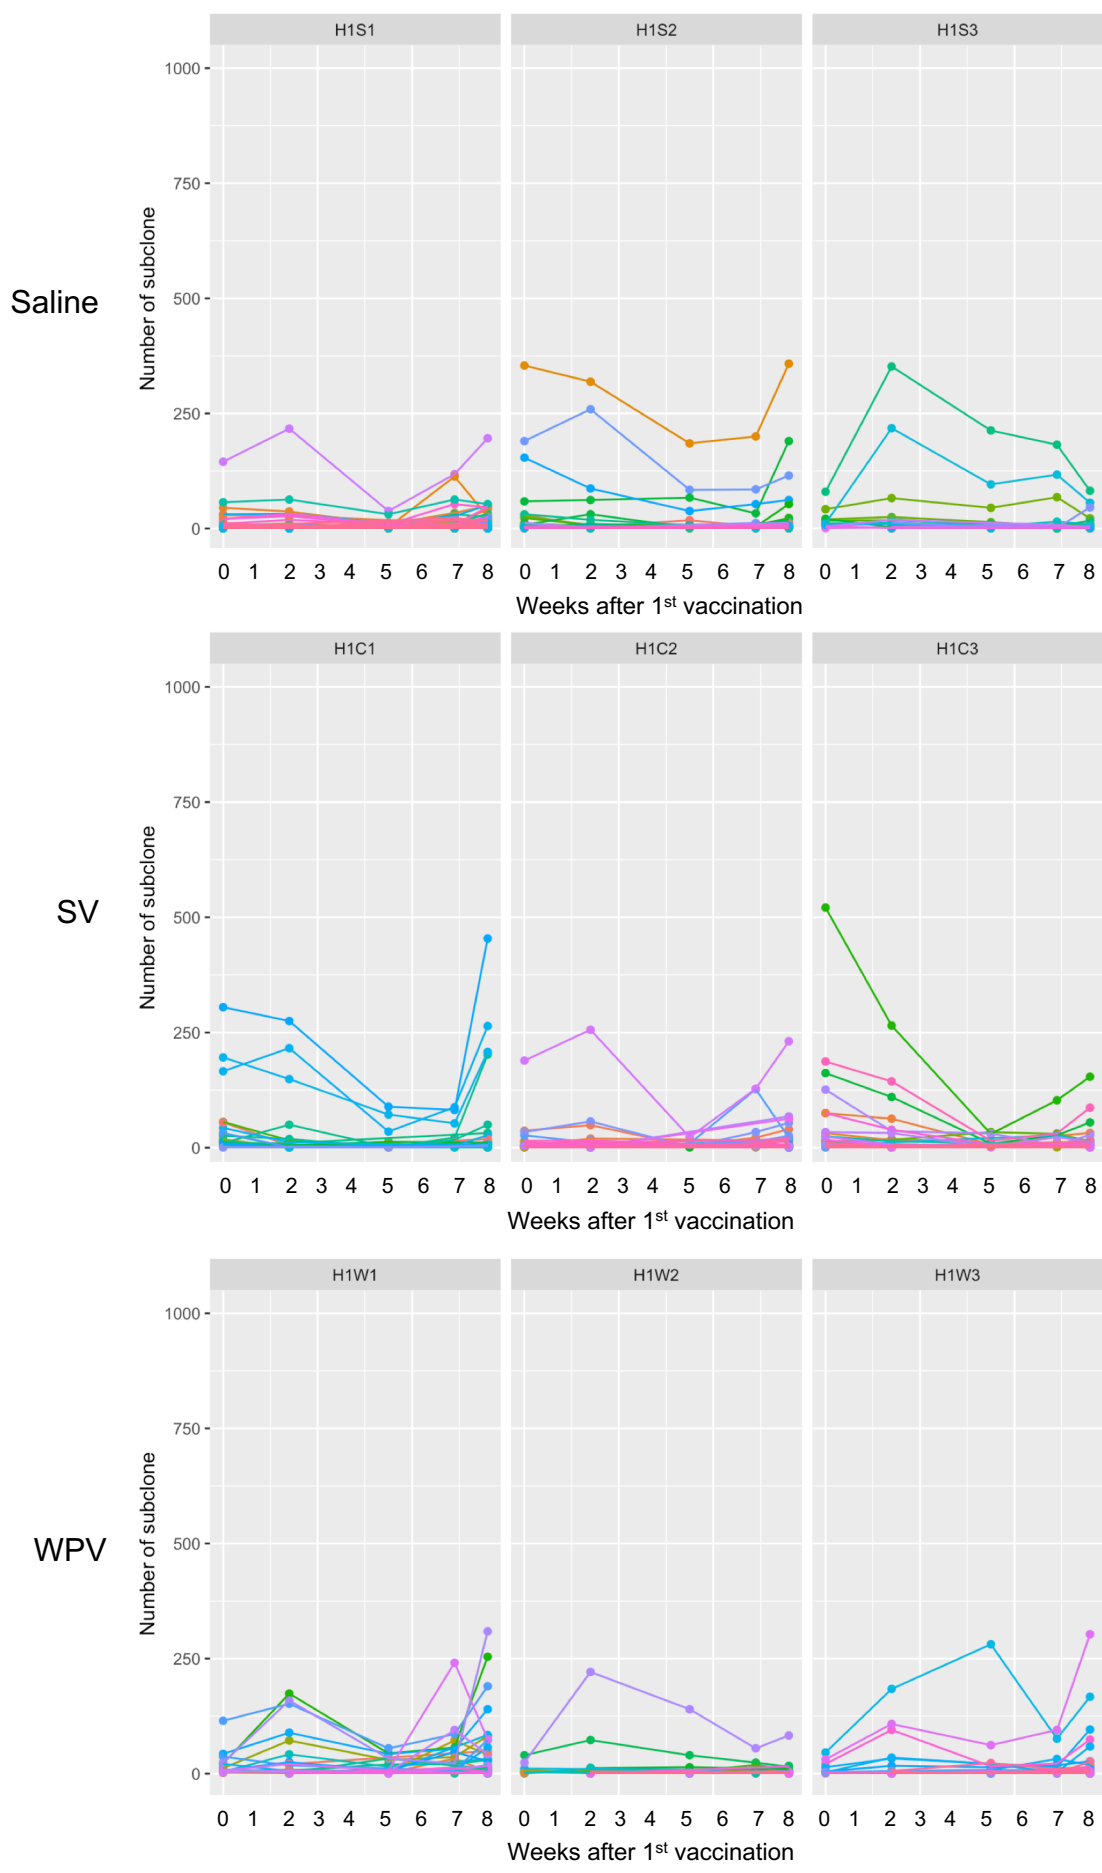 H1S1 H1S2 H1S3
1000
750
500
250
0
Number of subclone
Saline
0 1 2 3 4 5 6 7 8 0 1 2 3 4 5 6 7 8 0 1 2 3 4 5 6 7 8
Weeks after 1st vaccination
H1C1 H1C2 H1C3
1000
750
500
250
0
Number of subclone
SV
0 1 2 3 4 5 6 7 8 0 1 2 3 4 5 6 7 8 0 1 2 3 4 5 6 7 8
Weeks after 1st vaccination
H1W1 H1W2 H1W3
1000
750
500
250
0
Number of subclone
WPV
0 1 2 3 4 5 6 7 8 0 1 2 3 4 5 6 7 8 0 1 2 3 4 5 6 7 8
Weeks after 1st vaccination